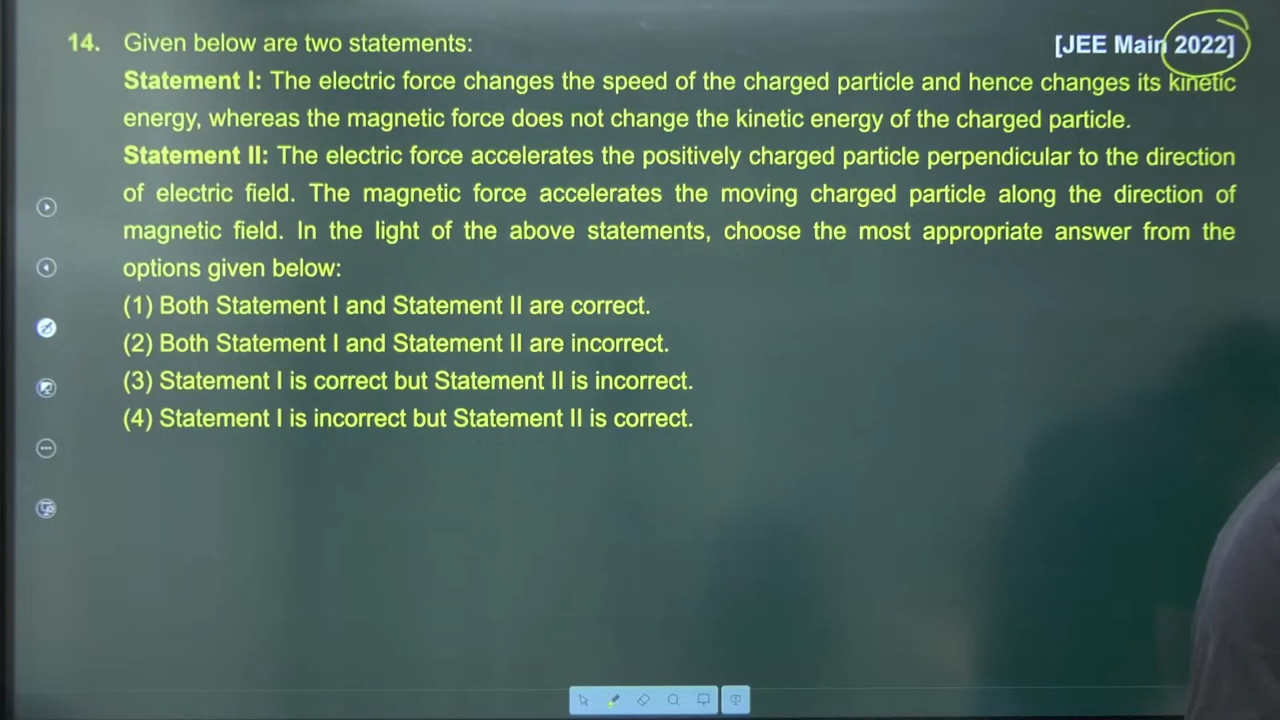 14. Given below are two statements: [JEE Main 2022]
Statement I: The electric force changes the speed of the charged particle and hence changes its kinetic
energy, whereas the magnetic force does not change the kinetic energy of the charged particle.
Statement II: The electric force accelerates the positively charged particle perpendicular to the direction
of electric field. The magnetic force accelerates the moving charged particle along the direction of
magnetic field. In the light of the above statements, choose the most appropriate answer from the
options given below:
(1) Both Statement I and Statement II are correct.
(2) Both Statement I and Statement II are incorrect.
(3) Statement I is correct but Statement II is incorrect.
(4) Statement I is incorrect but Statement II is correct.